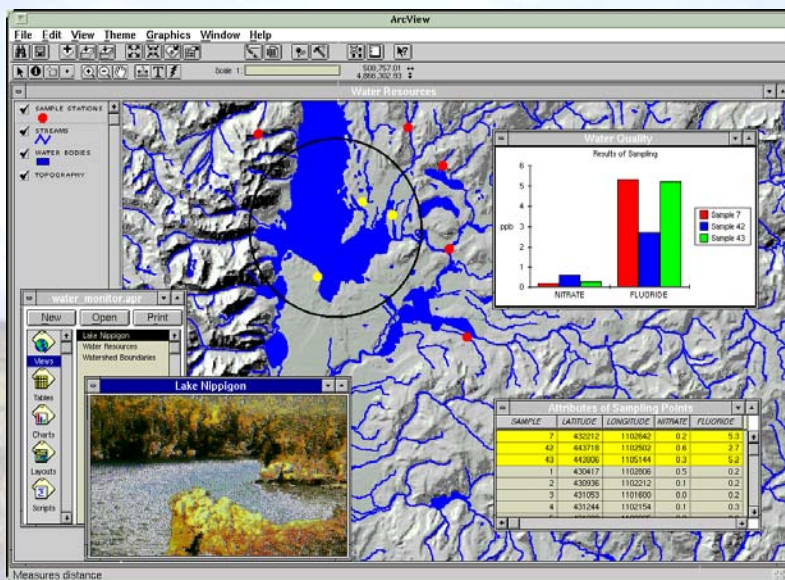 ArcView
File Edit View Theme Graphics Window Help
Scale 1:
508,757.01
4,866,302.93
Water Resources
SAMPLE STATIONS
STREAMS
WATER BODIES
TOPOGRAPHY
Water Quality
Results of Sampling
6
5
4
ppb 3
2
1
0
NITRATE FLUORIDE
Sample 7
Sample 42
Sample 43
water_monitor.apr
New Open Print
Views
Tables
Charts
Layouts
Scripts
Lake Nippigon
Water Resources
Watershed Boundaries
Lake Nippigon
Attributes of Sampling Points
SAMPLE LATITUDE LONGITUDE NITRATE FLUORIDE
7 432212 1102642 0.2 5.3
42 443718 1102502 0.6 2.7
43 442806 1105144 0.3 5.2
1 430417 1102806 0.5 0.2
2 430936 1102212 0.1 0.2
3 431053 1101600 0.0 0.2
4 431244 1102154 0.1 0.3
Measures distance